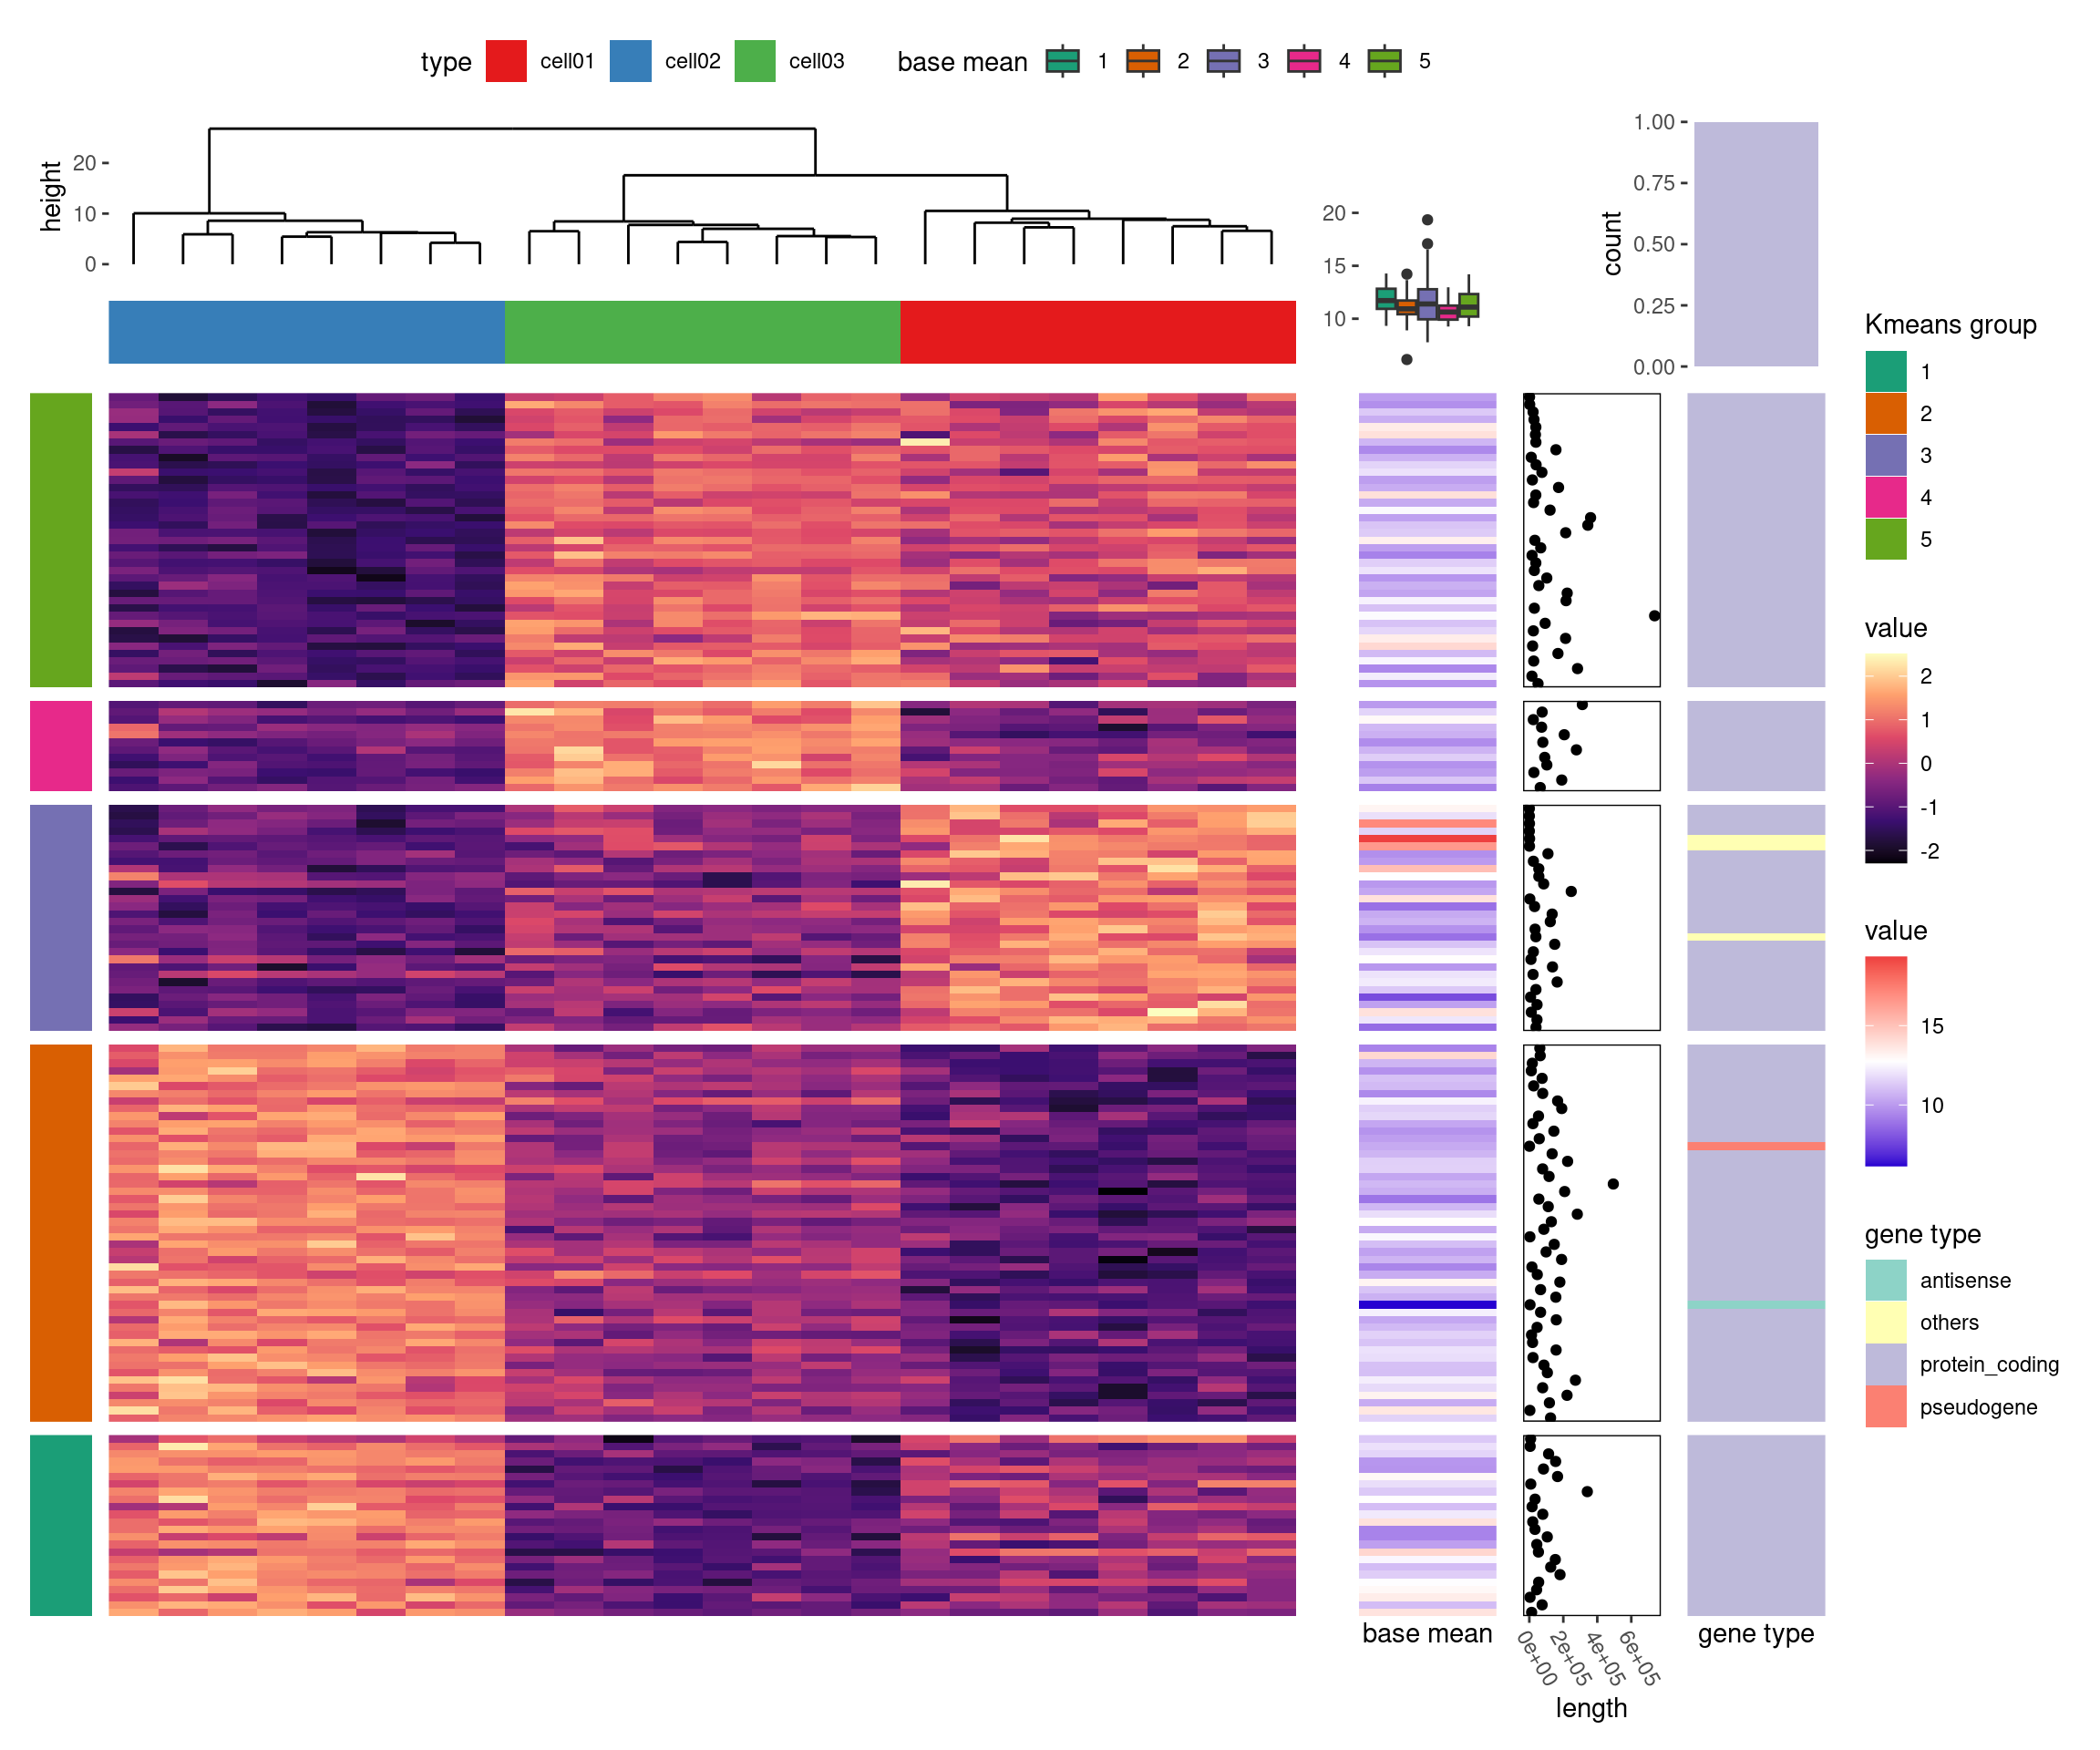 type cell01 cell02 cell03 base mean 1 2 3 4 5
height
20
10
0
20
15
10
count
1.00
0.75
0.50
0.25
0.00
Kmeans group
1
2
3
4
5
value
2
1
0
-1
-2
value
15
10
gene type
antisense
others
protein_coding
pseudogene
base mean
0e+00
2e+05
4e+05
6e+05
length
gene type